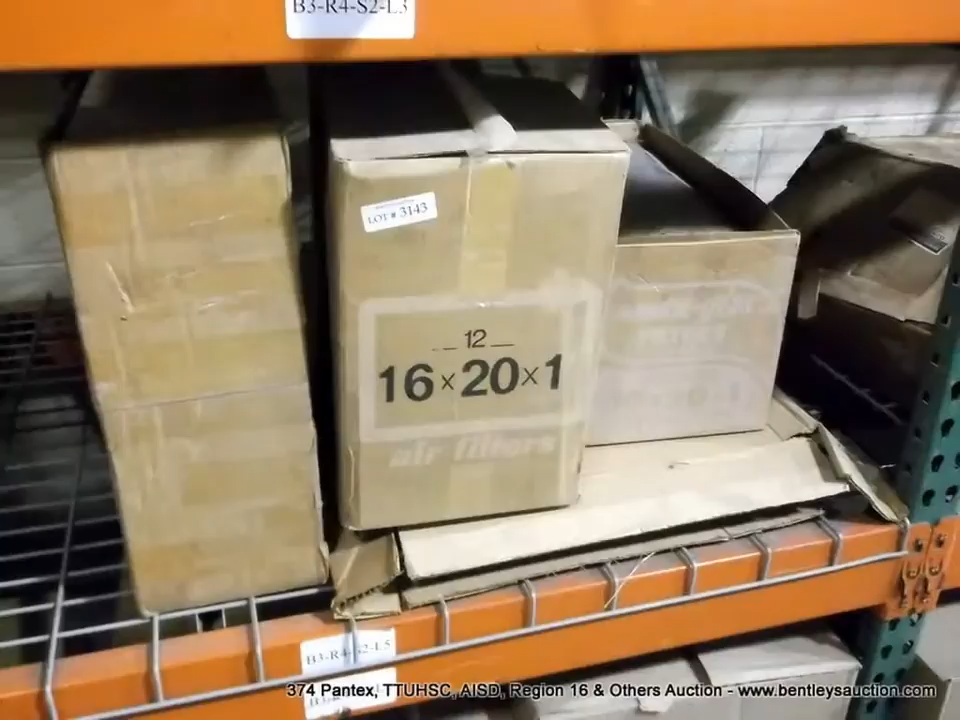 B3-R4-S2-L3
LOT # 3143
12
16 x 20 x 1
air filters
B3-R4-S2-L5
374 Pantex, TTUHSC, AISD, Region 16 & Others Auction - www.bentleysauction.com